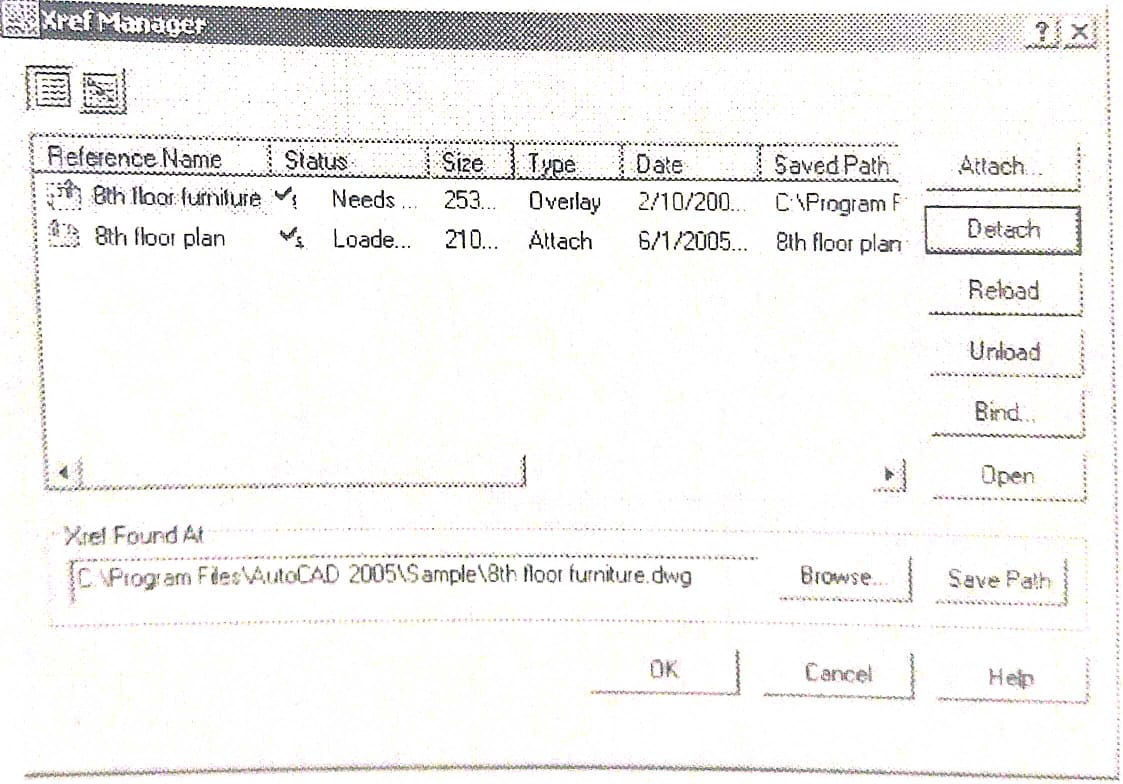 Xref Manager
Reference Name Status Size Type Date Saved Path
8th floor furniture Needs ... 253... Overlay 2/10/200... C:\Program F
8th floor plan Loade... 210... Attach 6/1/2005... 8th floor plan
Attach...
Detach
Reload
Unload
Bind...
Open
Xref Found At
C:\Program Files\AutoCAD 2005\Sample\8th floor furniture.dwg Browse... Save Path
OK Cancel Help